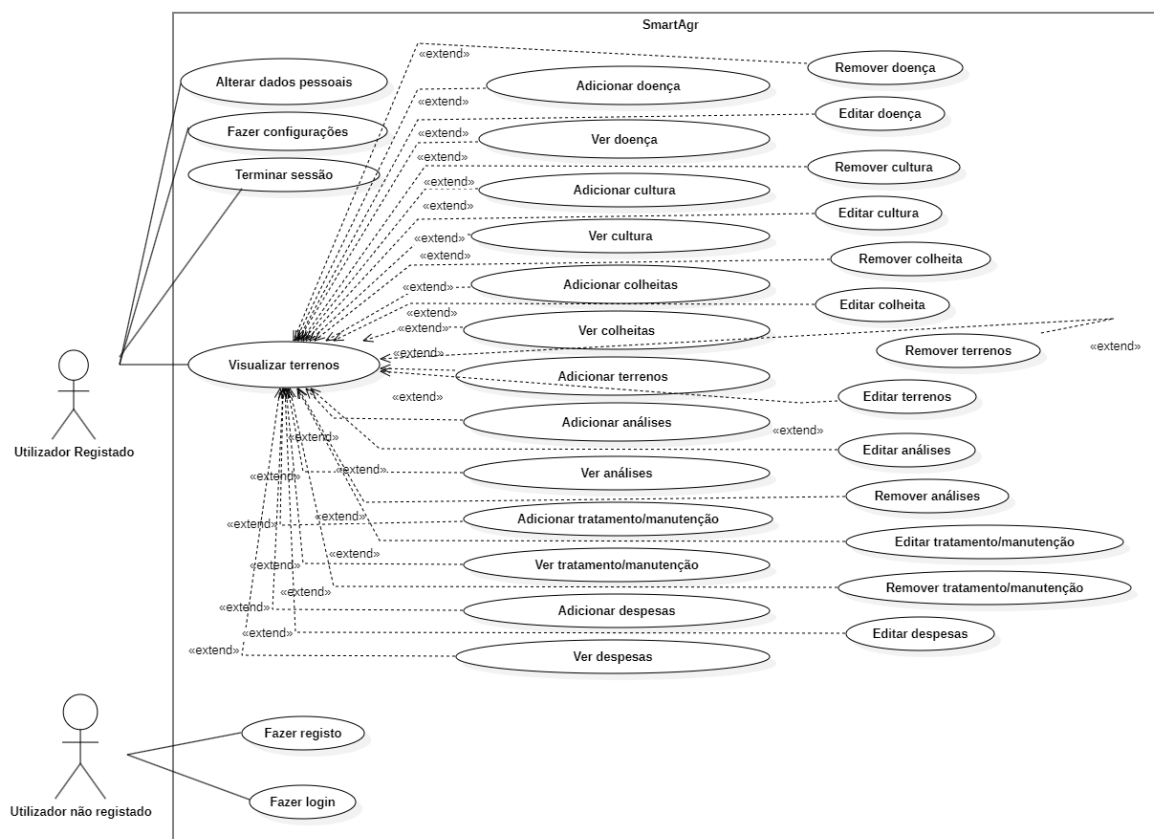 SmartAgr
«extend»
Remover doença
Alterar dados pessoais
Adicionar doença
«extend»
Editar doença
Fazer configurações
«extend»
Ver doença
«extend»
Remover cultura
Terminar sessão
«extend»
Adicionar cultura
«extend»
Editar cultura
«extend»
Ver cultura
«extend»
Remover colheita
«extend»
Adicionar colheitas
«extend»
Editar colheita
«extend»
Ver colheitas
«extend»
Remover terrenos
«extend»
Visualizar terrenos
«extend»
Adicionar terrenos
Editar terrenos
«extend»
Adicionar análises
«extend»
Utilizador Registado
«extend»
Editar análises
«extend»
«extend»
Ver análises
Remover análises
«extend»
«extend»
Adicionar tratamento/manutenção
Editar tratamento/manutenção
«extend»
«extend»
Ver tratamento/manutenção
«extend»
Remover tratamento/manutenção
«extend»
Adicionar despesas
«extend»
Editar despesas
«extend»
Ver despesas
Fazer registo
Fazer login
Utilizador não registado